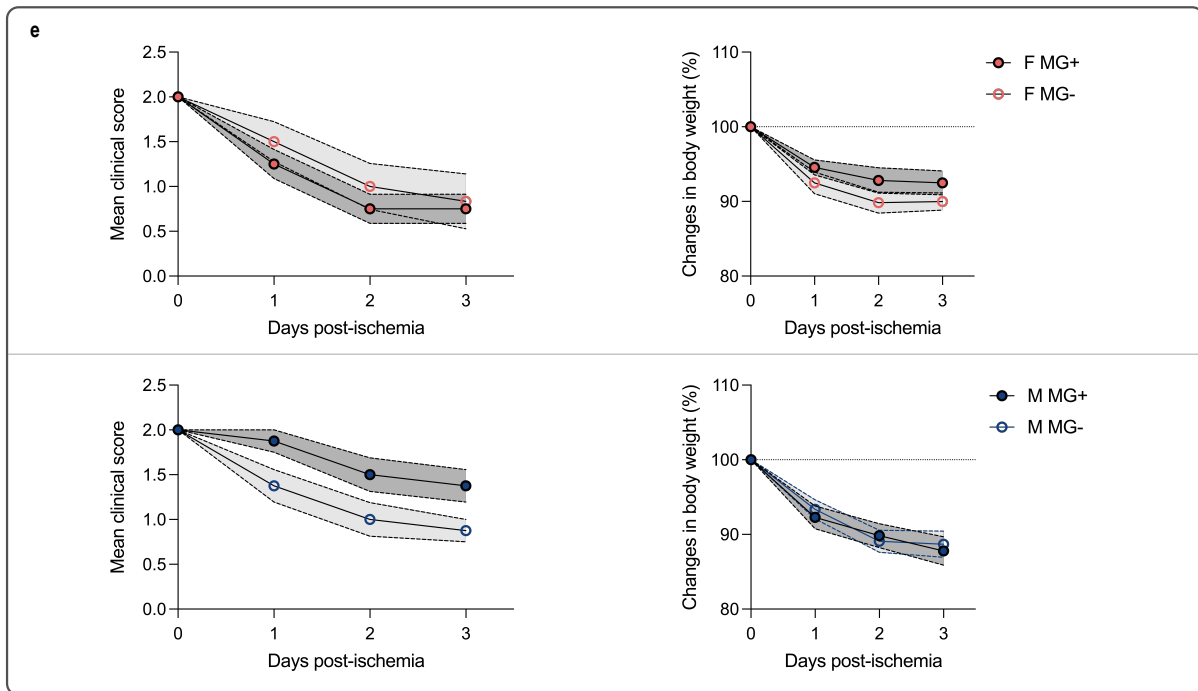 e
Mean clinical score
2.5
2.0
1.5
1.0
0.5
0.0
0 1 2 3
Days post-ischemia
Changes in body weight (%)
110
100
90
80
0 1 2 3
Days post-ischemia
F MG+
F MG-
Mean clinical score
2.5
2.0
1.5
1.0
0.5
0.0
0 1 2 3
Days post-ischemia
Changes in body weight (%)
110
100
90
80
0 1 2 3
Days post-ischemia
M MG+
M MG-